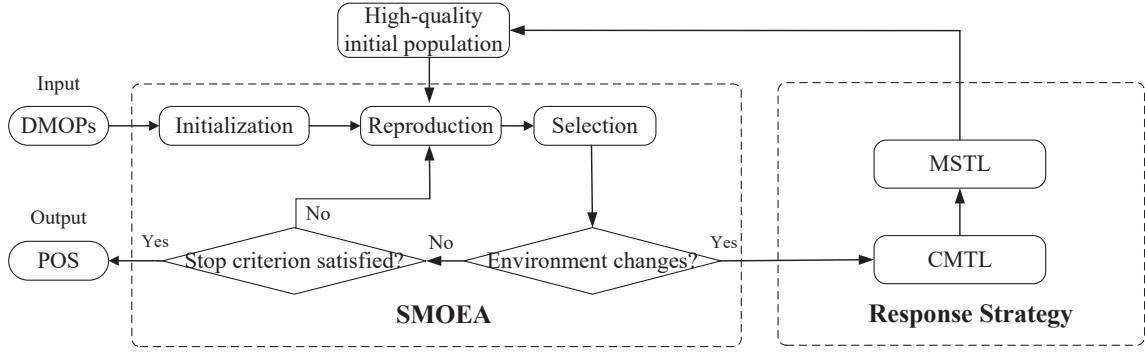 High-quality
initial population
Input
DMOPs
Initialization
Reproduction
Selection
MSTL
No
Output
POS
Yes
Stop criterion satisfied?
No
Environment changes?
Yes
CMTL
SMOEA
Response Strategy